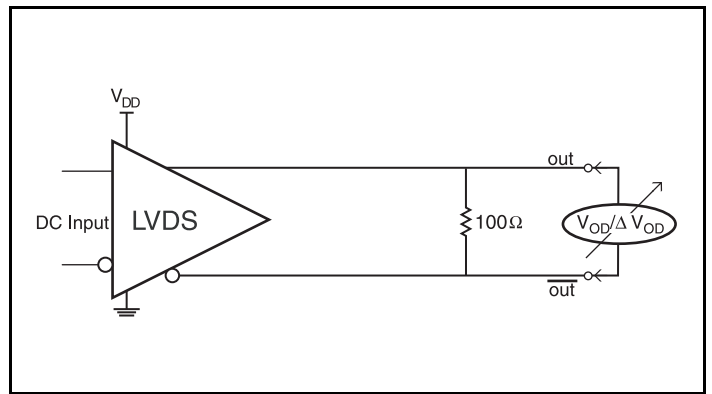 VDD
out
DC Input
LVDS
100Ω
VOD/Δ VOD
out